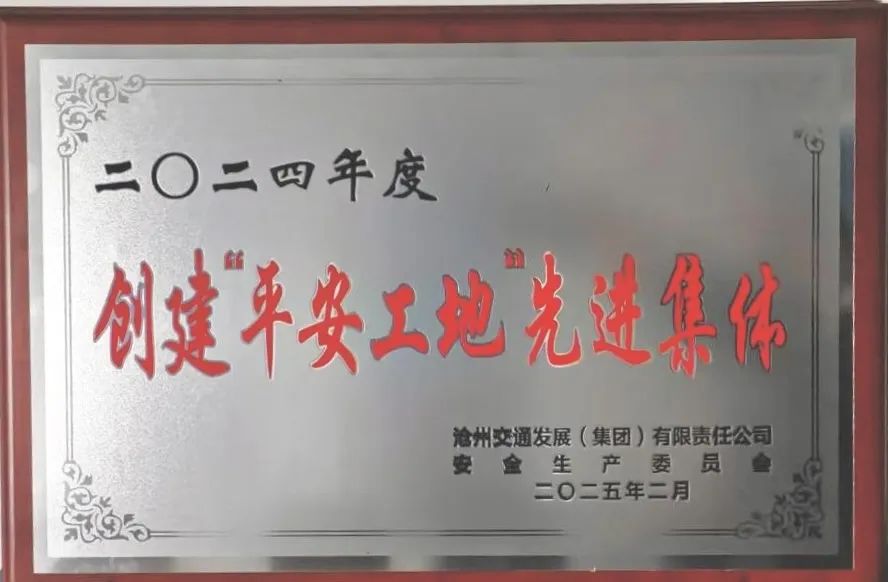 二〇二四年度
创建“平安工地”先进集体
沧州交通发展（集团）有限责任公司
安全生产委员会
二〇二五年二月